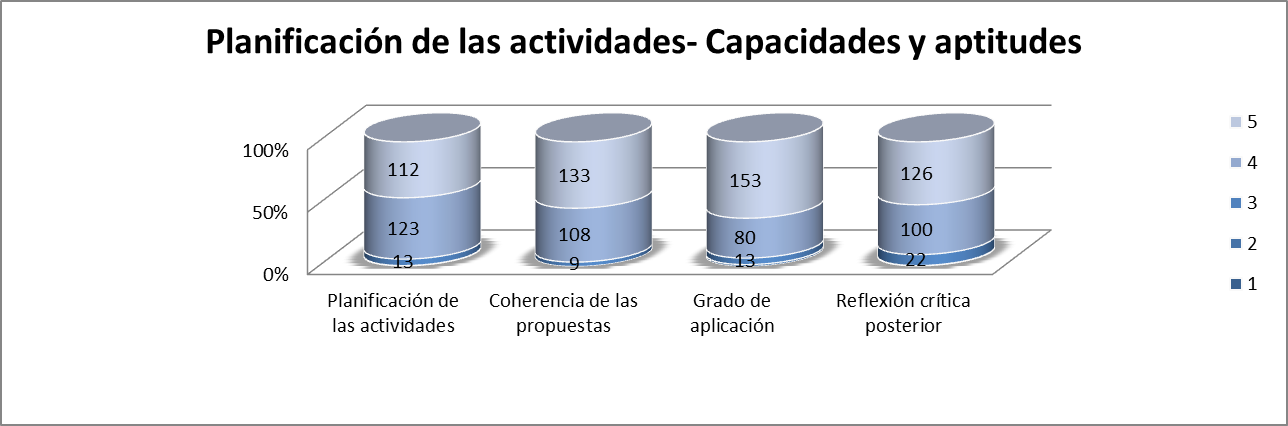 Planificación de las actividades- Capacidades y aptitudes
100%
50%
0%
112
133
153
126
123
108
80
100
13
9
13
22
Planificación de
las actividades
Coherencia de las
propuestas
Grado de
aplicación
Reflexión crítica
posterior
5
4
3
2
1